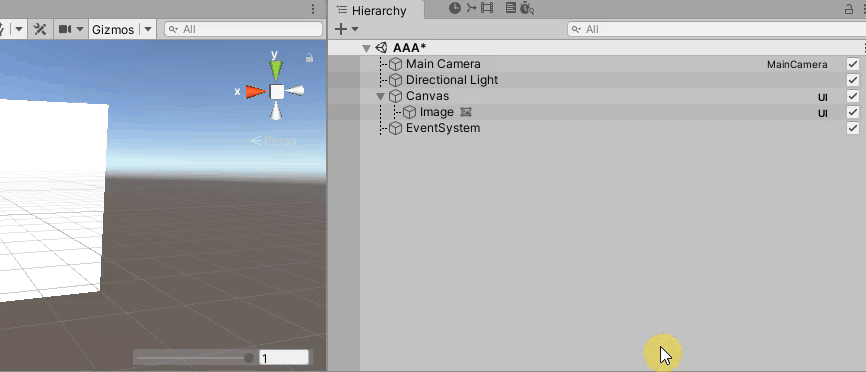 Hierarchy
Gizmos
All
All
AAA*
y
x
Persp
Main Camera
MainCamera
Directional Light
Canvas
UI
Image
UI
EventSystem
1